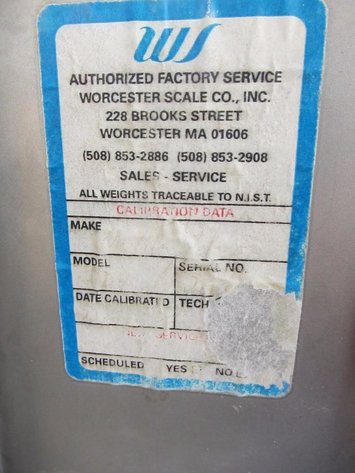 WS
AUTHORIZED FACTORY SERVICE
WORCESTER SCALE CO., INC.
228 BROOKS STREET
WORCESTER MA 01606
(508) 853-2886 (508) 853-2908
SALES - SERVICE
ALL WEIGHTS TRACEABLE TO N.I.S.T.
CALIBRATION DATA
MAKE
MODEL SERIAL NO.
DATE CALIBRATED TECH
SERVICE
SCHEDULED YES NO